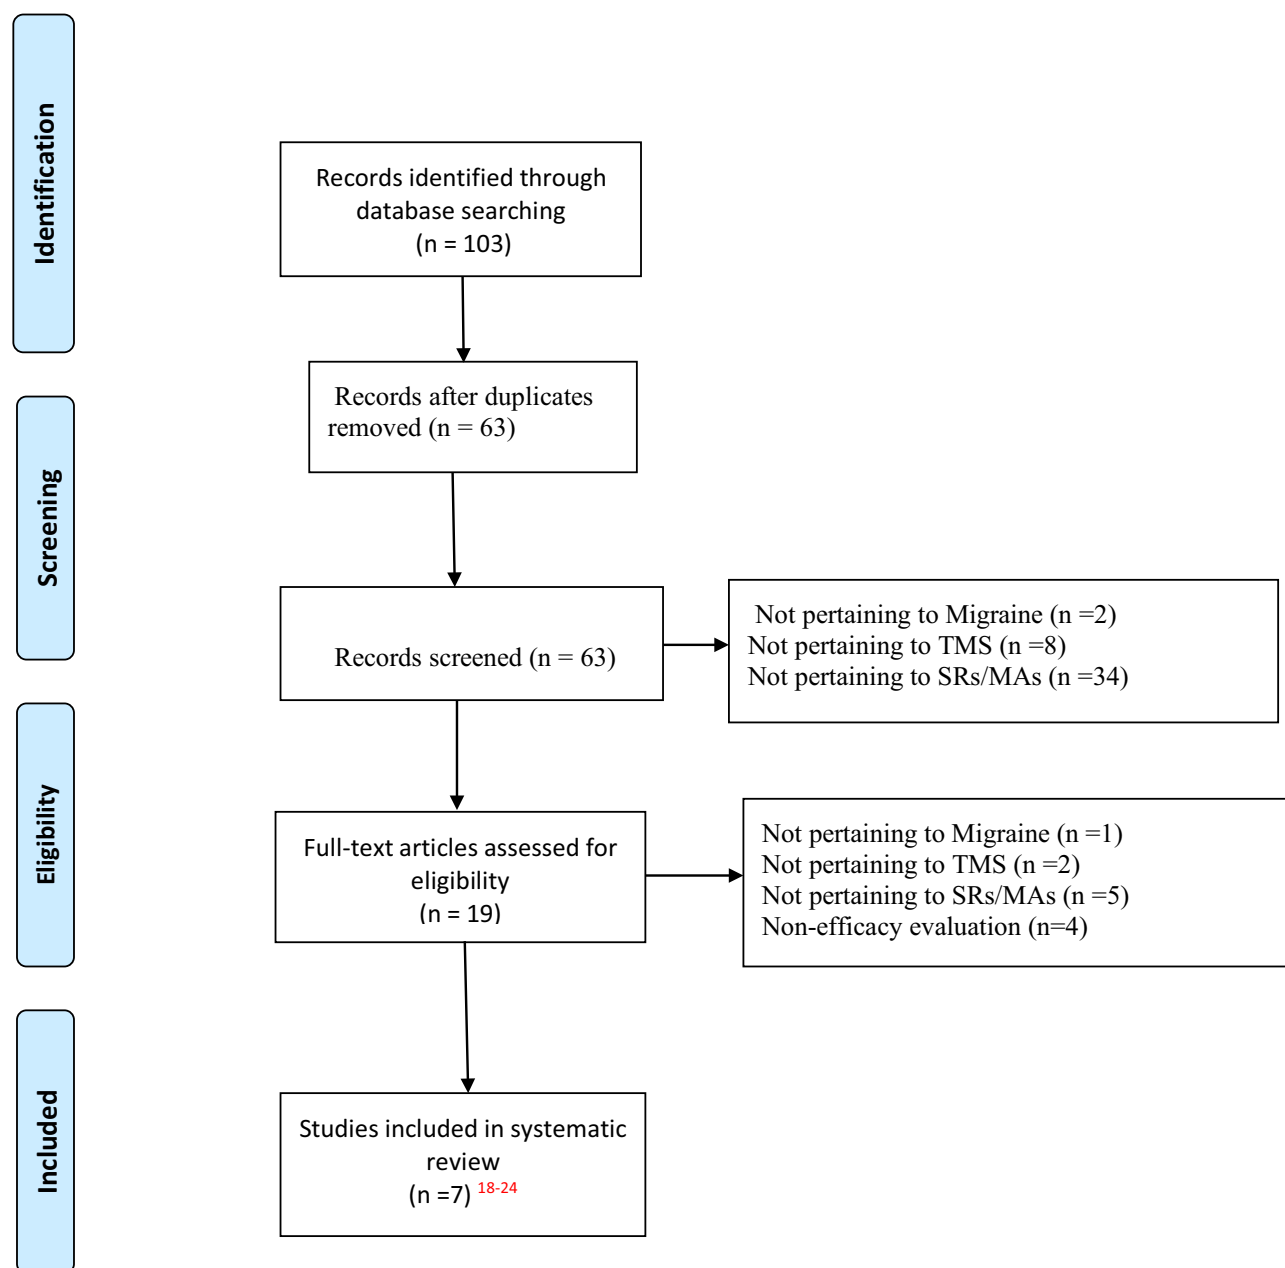 Identification
Records identified through
database searching
(n = 103)
Records after duplicates
removed (n = 63)
Screening
Records screened (n = 63)
Not pertaining to Migraine (n =2)
Not pertaining to TMS (n =8)
Not pertaining to SRs/MAs (n =34)
Eligibility
Full-text articles assessed for
eligibility
(n = 19)
Not pertaining to Migraine (n =1)
Not pertaining to TMS (n =2)
Not pertaining to SRs/MAs (n =5)
Non-efficacy evaluation (n=4)
Included
Studies included in systematic
review
(n =7) 18-24